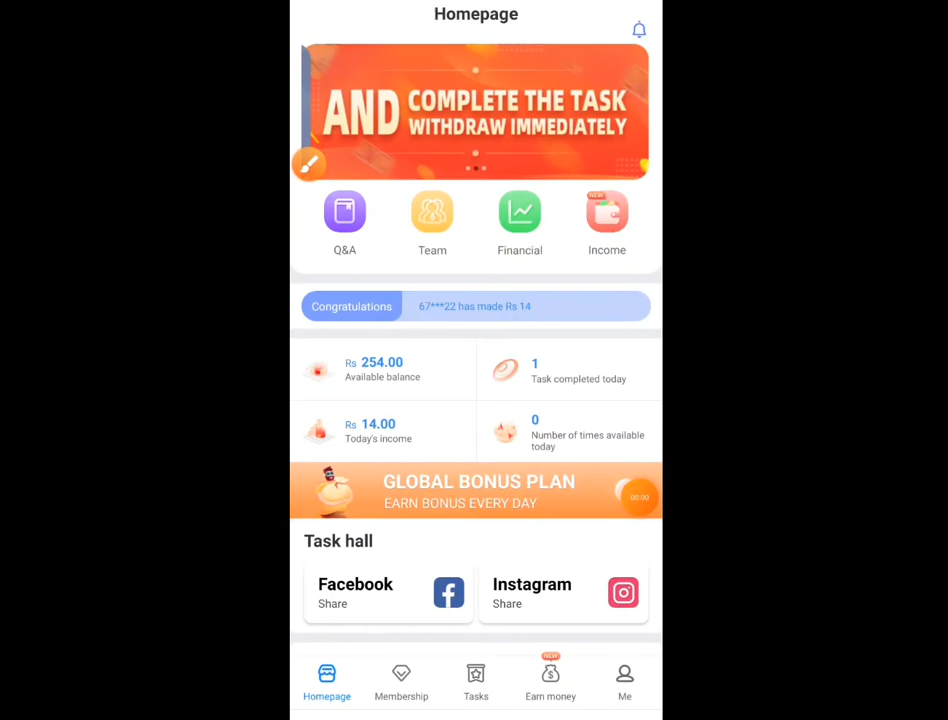 Homepage
AND COMPLETE THE TASK
WITHDRAW IMMEDIATELY
Q&A
Team
Financial
NEW
Income
Congratulations
67***22 has made Rs 14
Rs 254.00
Available balance
1
Task completed today
Rs 14.00
Today's income
0
Number of times available
today
GLOBAL BONUS PLAN
EARN BONUS EVERY DAY
00:00
Task hall
Facebook
Share
Instagram
Share
NEW
Homepage
Membership
Tasks
Earn money
Me